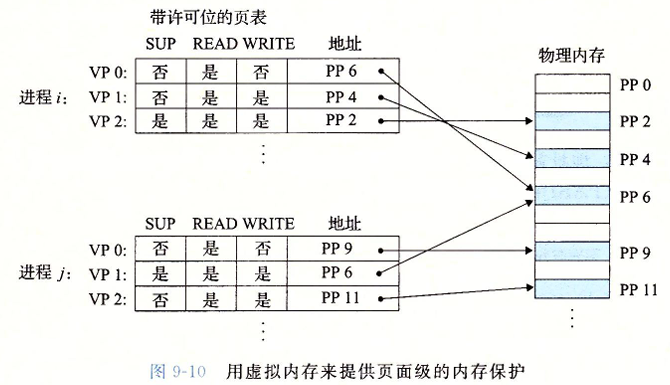 带许可位的页表
SUP READ WRITE 地址
进程i: VP 0: 否 是 否 PP 6
VP 1: 否 是 是 PP 4
VP 2: 是 是 是 PP 2
⋮
SUP READ WRITE 地址
进程j: VP 0: 否 是 否 PP 9
VP 1: 是 是 是 PP 6
VP 2: 否 是 是 PP 11
⋮
物理内存
PP 0
PP 2
PP 4
PP 6
PP 9
PP 11
⋮
图 9-10 用虚拟内存来提供页面级的内存保护